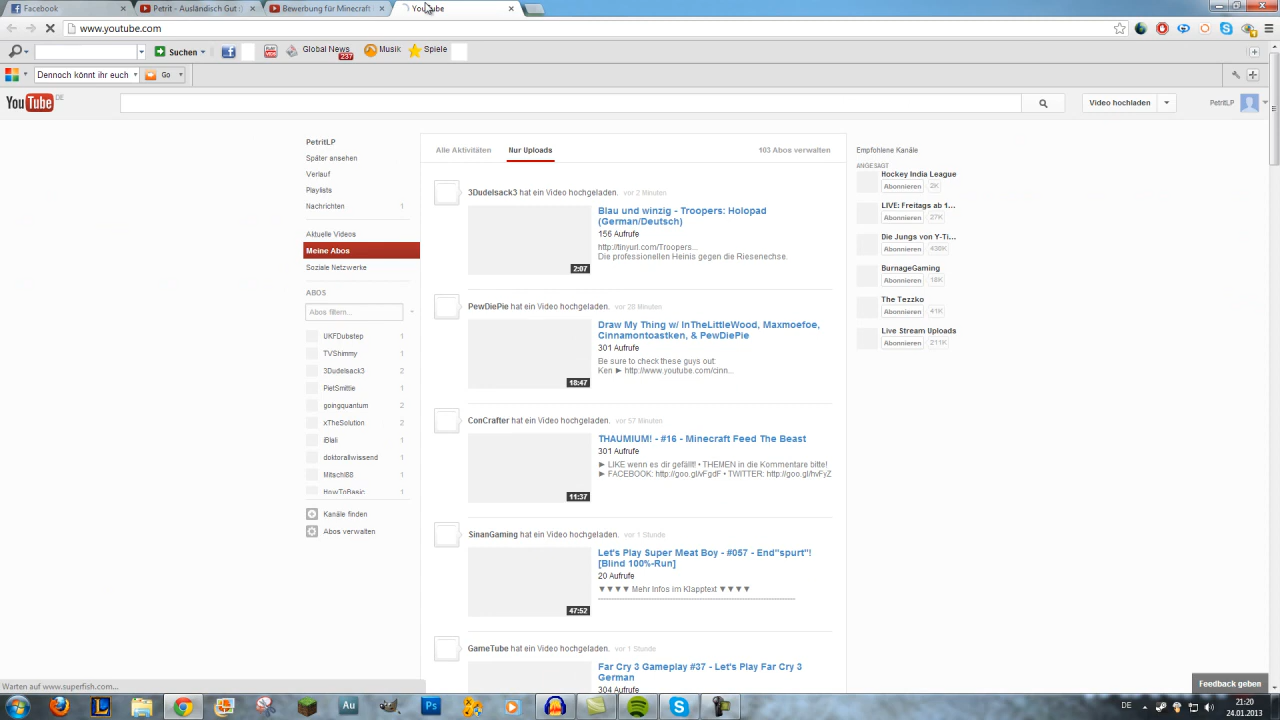 Facebook
Petrit - Ausländisch Gut (
Bewerbung für Minecraft
YouTube
www.youtube.com
Suchen
Global News
237
Musik
Spiele
Dennoch könnt ihr euch
Go
YouTube DE
Video hochladen
PetritLP
PetritLP
Später ansehen
Verlauf
Playlists
Nachrichten 1
Aktuelle Videos
Meine Abos
Soziale Netzwerke
ABOS
Abos filtern...
UKFDubstep 1
TVShimmy 1
3Dudelsack3 2
PietSmittie 1
goingquantum 2
xTheSolution 2
iBlali 1
doktorallwissend 1
Mitschl88 1
HowToBasic 1
Kanäle finden
Abos verwalten
Alle Aktivitäten
Nur Uploads
103 Abos verwalten
3Dudelsack3 hat ein Video hochgeladen. vor 2 Minuten
Blau und winzig - Troopers: Holopad
(German/Deutsch)
156 Aufrufe
http://tinyurl.com/Troopers...
Die professionellen Heinis gegen die Riesenechse.
2:07
PewDiePie hat ein Video hochgeladen. vor 28 Minuten
Draw My Thing w/ InTheLittleWood, Maxmoefoe,
Cinnamontoastken, & PewDiePie
301 Aufrufe
Be sure to check these guys out:
Ken ► http://www.youtube.com/cinn...
18:47
ConCrafter hat ein Video hochgeladen. vor 57 Minuten
THAUMIUM! - #16 - Minecraft Feed The Beast
301 Aufrufe
► LIKE wenn es dir gefällt! • THEMEN in die Kommentare bitte!
► FACEBOOK: http://goo.gl/vFgdF • TWITTER: http://goo.gl/hvFyZ
11:37
SinanGaming hat ein Video hochgeladen. vor 1 Stunde
Let's Play Super Meat Boy - #057 - End"spurt"!
[Blind 100%-Run]
20 Aufrufe
▼▼▼▼ Mehr Infos im Klapptext ▼▼▼▼
47:52
GameTube hat ein Video hochgeladen. vor 1 Stunde
Far Cry 3 Gameplay #37 - Let's Play Far Cry 3
German
304 Aufrufe
Empfohlene Kanäle
ANGESAGT
Hockey India League
Abonnieren 2K
LIVE: Freitags ab 1...
Abonnieren 27K
Die Jungs von Y-Ti...
Abonnieren 430K
BurnageGaming
Abonnieren 18K
The Tezzko
Abonnieren 41K
Live Stream Uploads
Abonnieren 211K
Feedback geben
Warten auf www.superfish.com...
Au
Ps
DE
21:20
24.01.2013